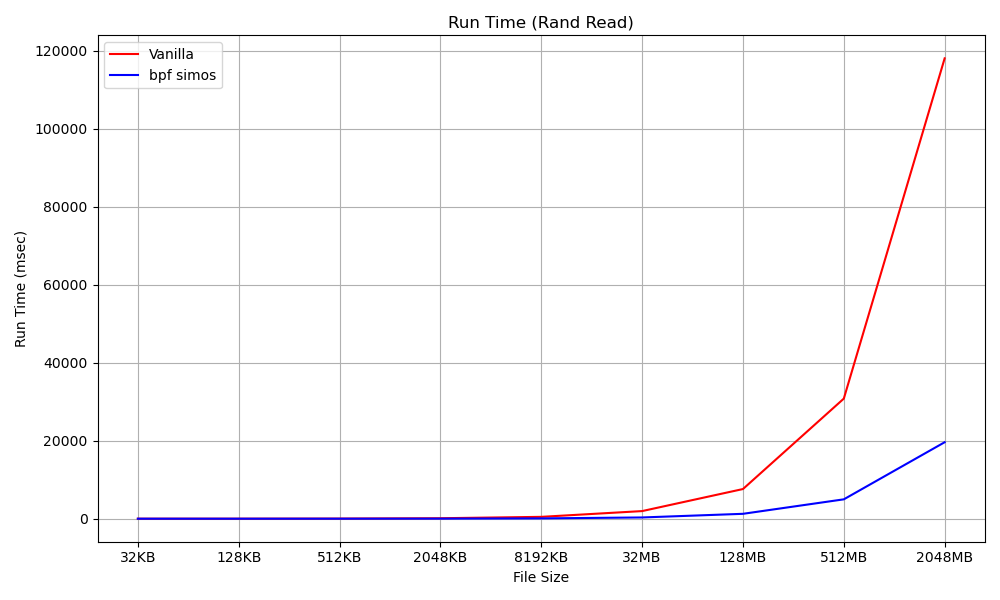 Run Time (Rand Read)
Vanilla
bpf simos
120000
100000
80000
60000
40000
20000
0
Run Time (msec)
32KB 128KB 512KB 2048KB 8192KB 32MB 128MB 512MB 2048MB
File Size